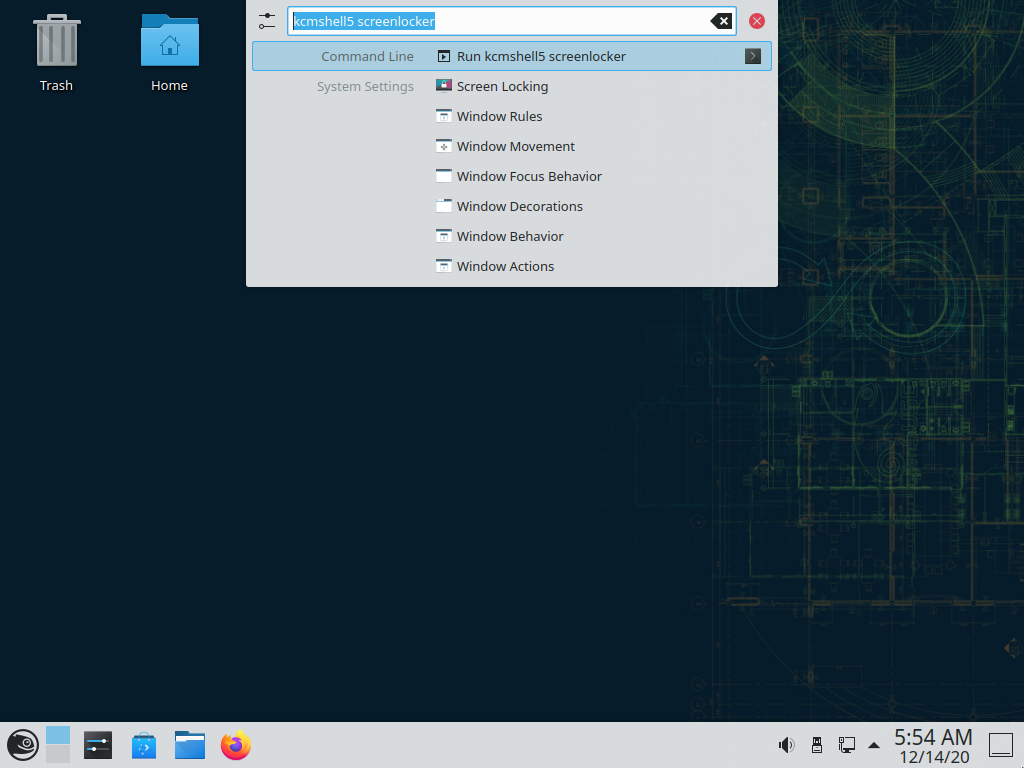 kcmshell5 screenlocker
Command Line Run kcmshell5 screenlocker
System Settings Screen Locking
Window Rules
Window Movement
Window Focus Behavior
Window Decorations
Window Behavior
Window Actions
Trash
Home
5:54 AM
12/14/20